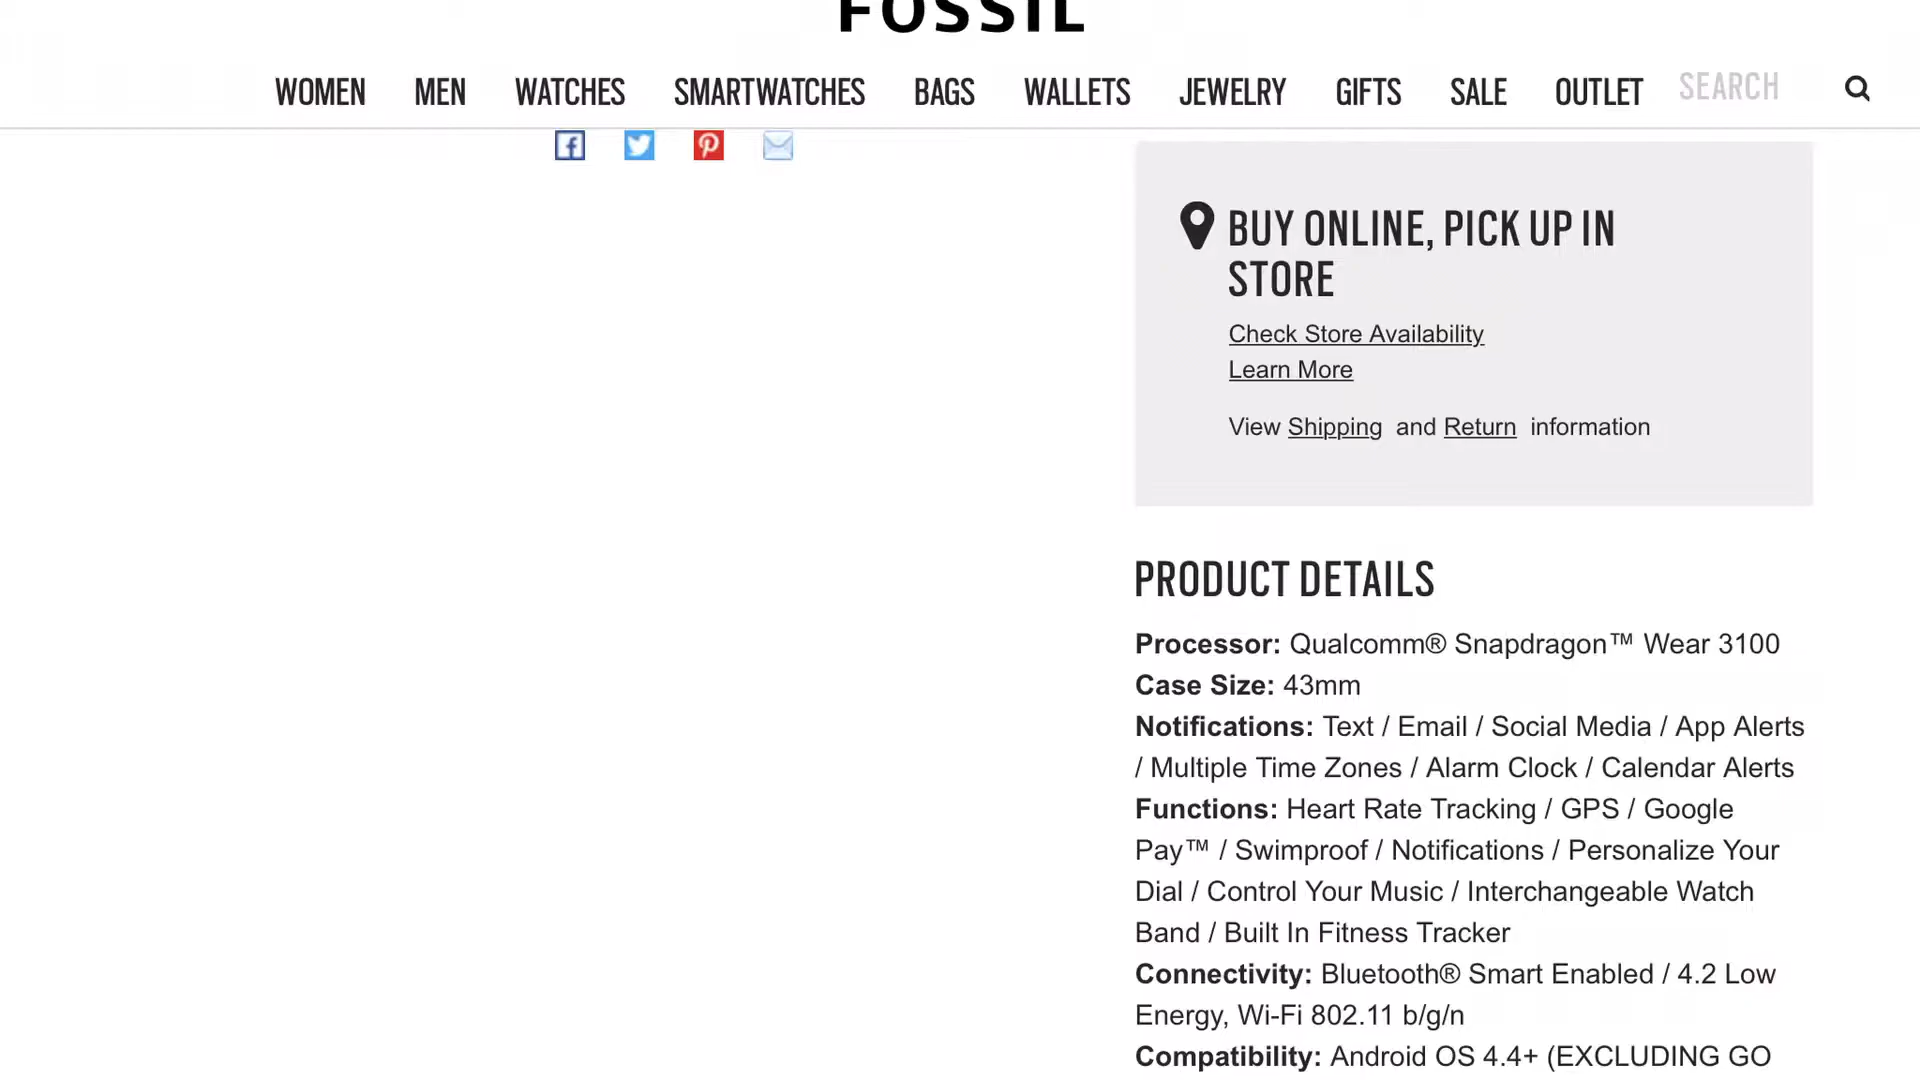 FOSSIL
WOMEN MEN WATCHES SMARTWATCHES BAGS WALLETS JEWELRY GIFTS SALE OUTLET SEARCH
BUY ONLINE, PICK UP IN
STORE
Check Store Availability
Learn More
View Shipping and Return information
PRODUCT DETAILS
Processor: Qualcomm® Snapdragon™ Wear 3100
Case Size: 43mm
Notifications: Text / Email / Social Media / App Alerts
/ Multiple Time Zones / Alarm Clock / Calendar Alerts
Functions: Heart Rate Tracking / GPS / Google
Pay™ / Swimproof / Notifications / Personalize Your
Dial / Control Your Music / Interchangeable Watch
Band / Built In Fitness Tracker
Connectivity: Bluetooth® Smart Enabled / 4.2 Low
Energy, Wi-Fi 802.11 b/g/n
Compatibility: Android OS 4.4+ (EXCLUDING GO